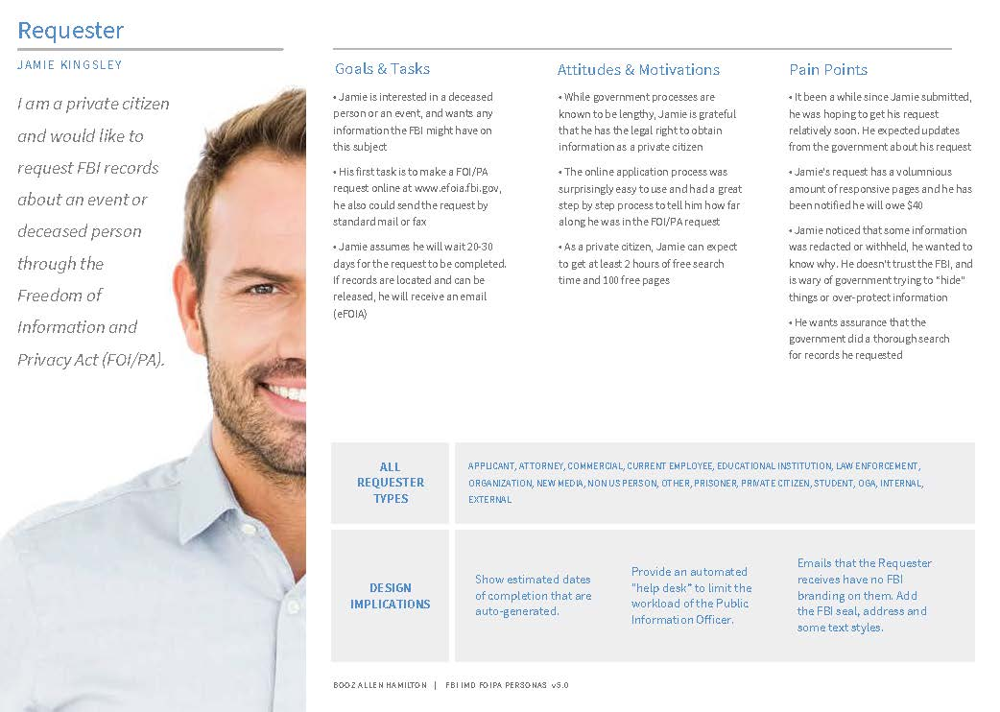 Requester
JAMIE KINGSLEY
I am a private citizen
and would like to
request FBI records
about an event or
deceased person
through the
Freedom of
Information and
Privacy Act (FOI/PA).
Goals & Tasks
• Jamie is interested in a deceased
person or an event, and wants any
information the FBI might have on
this subject
• His first task is to make a FOI/PA
request online at www.efoia.fbi.gov,
he also could send the request by
standard mail or fax
• Jamie assumes he will wait 20-30
days for the request to be completed.
If records are located and can be
released, he will receive an email
(eFOIA)
Attitudes & Motivations
• While government processes are
known to be lengthy, Jamie is grateful
that he has the legal right to obtain
information as a private citizen
• The online application process was
surprisingly easy to use and had a great
step by step process to tell him how far
along he was in the FOI/PA request
• As a private citizen, Jamie can expect
to get at least 2 hours of free search
time and 100 free pages
Pain Points
• It been a while since Jamie submitted,
he was hoping to get his request
relatively soon. He expected updates
from the government about his request
• Jamie's request has a volumnious
amount of responsive pages and he has
been notified he will owe $40
• Jamie noticed that some information
was redacted or withheld, he wanted to
know why. He doesn't trust the FBI, and
is wary of government trying to "hide"
things or over-protect information
• He wants assurance that the
government did a thorough search
for records he requested
ALL
REQUESTER
TYPES
APPLICANT, ATTORNEY, COMMERCIAL, CURRENT EMPLOYEE, EDUCATIONAL INSTITUTION, LAW ENFORCEMENT,
ORGANIZATION, NEW MEDIA, NON US PERSON, OTHER, PRISONER, PRIVATE CITIZEN, STUDENT, OGA, INTERNAL,
EXTERNAL
DESIGN
IMPLICATIONS
Show estimated dates
of completion that are
auto-generated.
Provide an automated
"help desk" to limit the
workload of the Public
Information Officer.
Emails that the Requester
receives have no FBI
branding on them. Add
the FBI seal, address and
some text styles.
BOOZ ALLEN HAMILTON | FBI IMD FOIPA PERSONAS v5.0